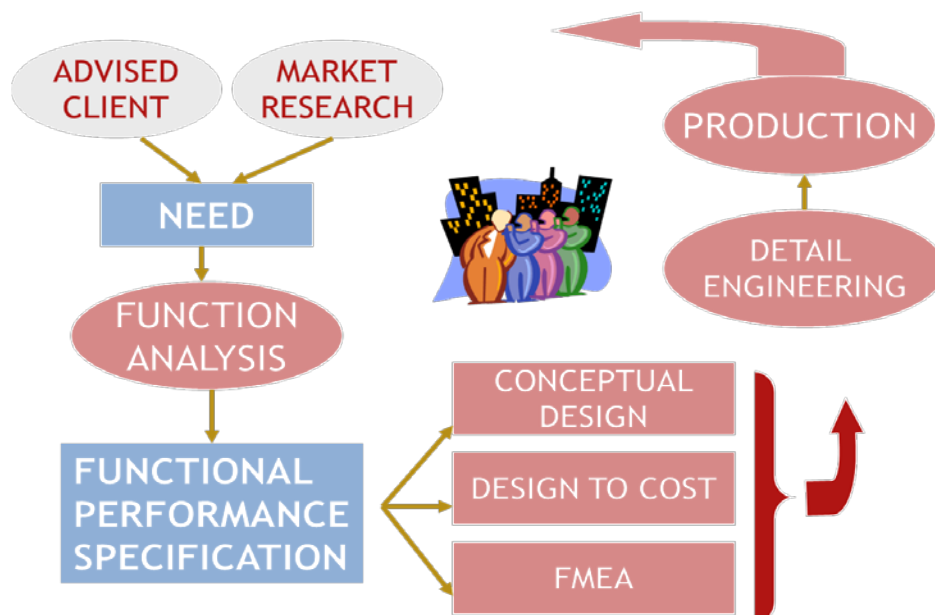 ADVISED
CLIENT
MARKET
RESEARCH
NEED
FUNCTION
ANALYSIS
FUNCTIONAL
PERFORMANCE
SPECIFICATION
CONCEPTUAL
DESIGN
DESIGN TO COST
FMEA
DETAIL
ENGINEERING
PRODUCTION